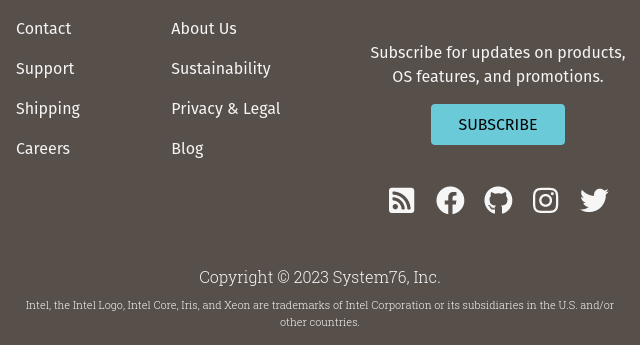 Contact
Support
Shipping
Careers
About Us
Sustainability
Privacy & Legal
Blog
Subscribe for updates on products,
OS features, and promotions.
SUBSCRIBE
Copyright © 2023 System76, Inc.
Intel, the Intel Logo, Intel Core, Iris, and Xeon are trademarks of Intel Corporation or its subsidiaries in the U.S. and/or
other countries.